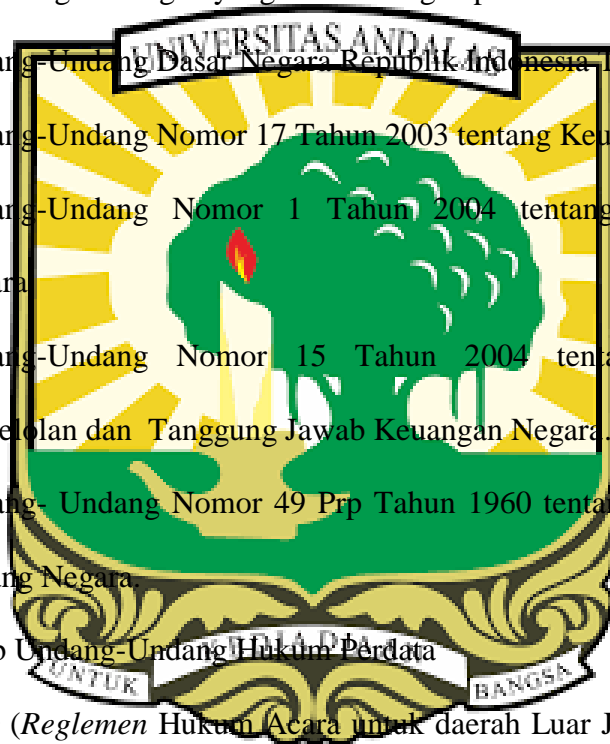 yang
UNIVERSITAS ANDALAS
ang-Undang Dasar Negara Republik Indonesia T
ang-Undang Nomor 17 Tahun 2003 tentang Keu
ang-Undang Nomor 1 Tahun 2004 tentang
ara
ang-Undang Nomor 15 Tahun 2004 tenta
elolan dan Tanggung Jawab Keuangan Negara.
ang- Undang Nomor 49 Prp Tahun 1960 tentan
ang Negara.
b Undang-Undang Hukum Perdata
UNTUK BANGSA
(Reglemen Hukum Acara untuk daerah Luar J